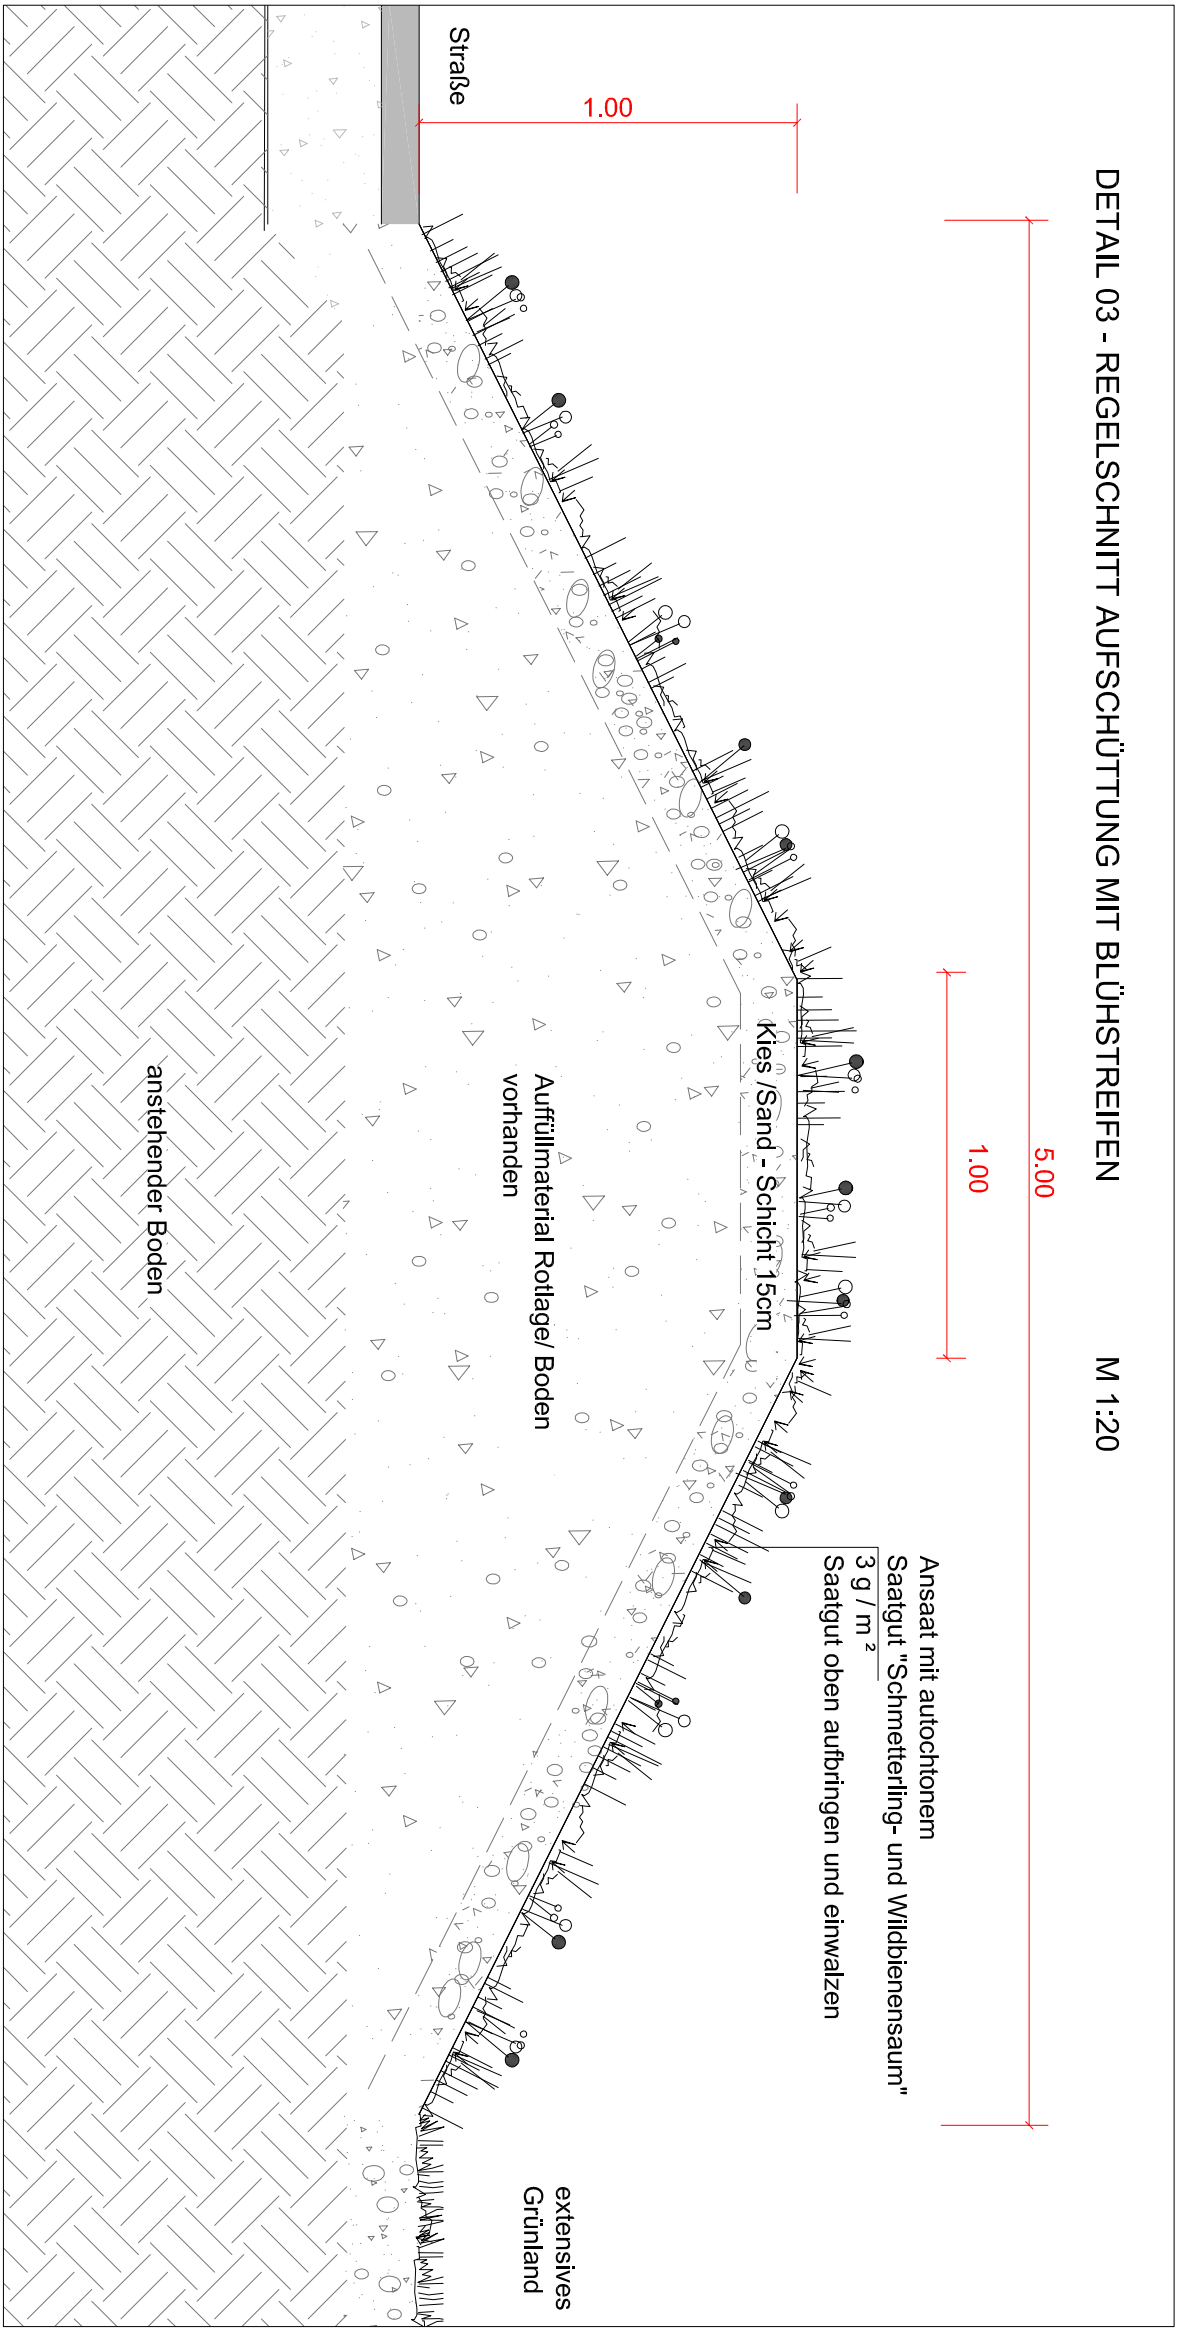 DETAIL 03 - REGELSCHNITT AUFSCHÜTTUNG MIT BLÜHSTREIFEN M 1:20
5.00
1.00
1.00
Ansaat mit autochtonem
Saatgut "Schmetterling- und Wildbienensaum"
3 g / m ²
Saatgut oben aufbringen und einwalzen
Straße
Kies /Sand - Schicht 15cm
Auffüllmaterial Rotlage/ Boden
vorhanden
extensives
Grünland
anstehender Boden